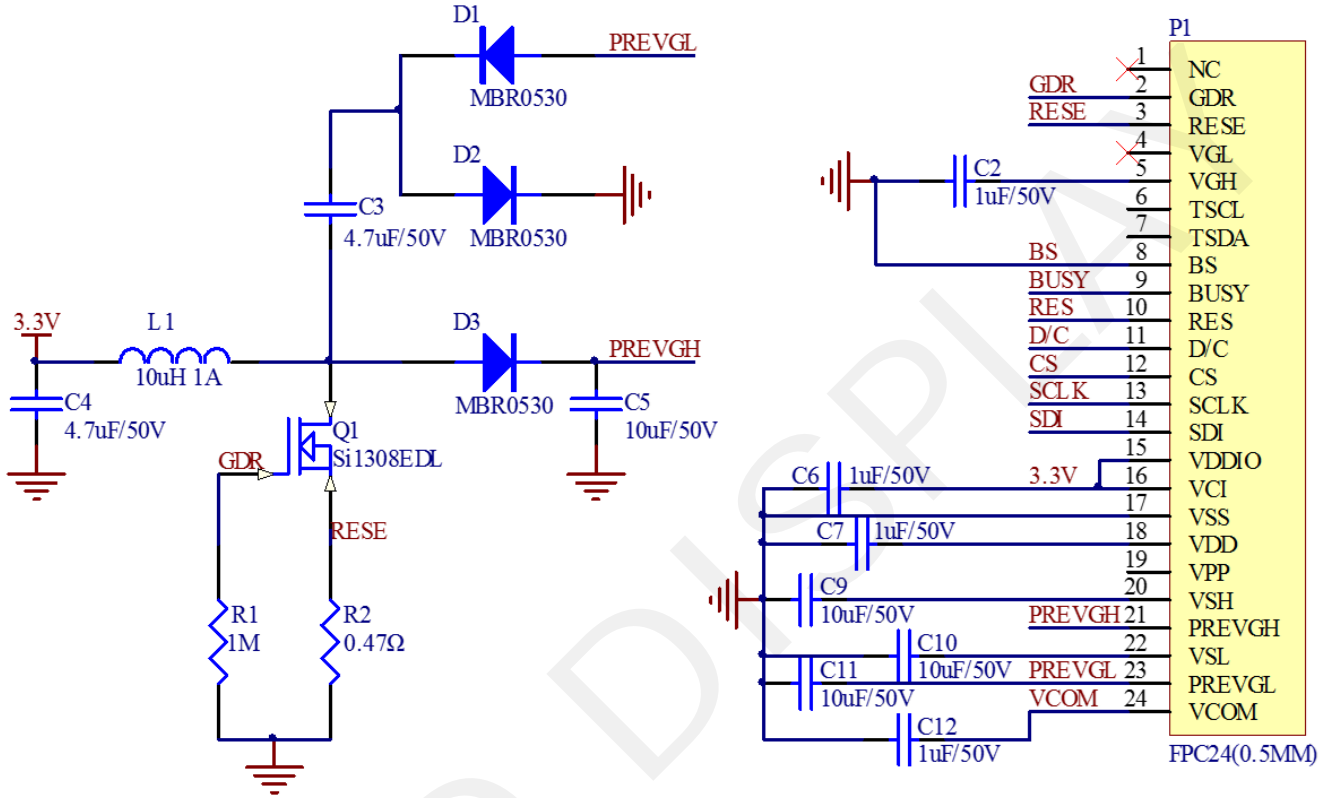 D1
PREVGL
MBR0530
D2
MBR0530
C3
4.7uF/50V
3.3V
L1
10uH 1A
D3
PREVGH
MBR0530
C4
4.7uF/50V
C5
10uF/50V
Q1
Si1308EDL
GDR
RESE
R1
1M
R2
0.47Ω
P1
1 NC
GDR 2 GDR
RESE 3 RESE
4 VGL
C2 5 VGH
1uF/50V
6 TSCL
7 TSDA
BS 8 BS
BUSY 9 BUSY
RES 10 RES
D/C 11 D/C
CS 12 CS
SCLK 13 SCLK
SDI 14 SDI
15 VDDIO
C6 1uF/50V 3.3V 16 VCI
17 VSS
C7 1uF/50V 18 VDD
19 VPP
C9 20 VSH
10uF/50V
PREVGH 21 PREVGH
C10 22 VSL
10uF/50V
C11 PREVGL 23 PREVGL
10uF/50V
VCOM 24 VCOM
C12
1uF/50V
FPC24(0.5MM)
DISPLAY